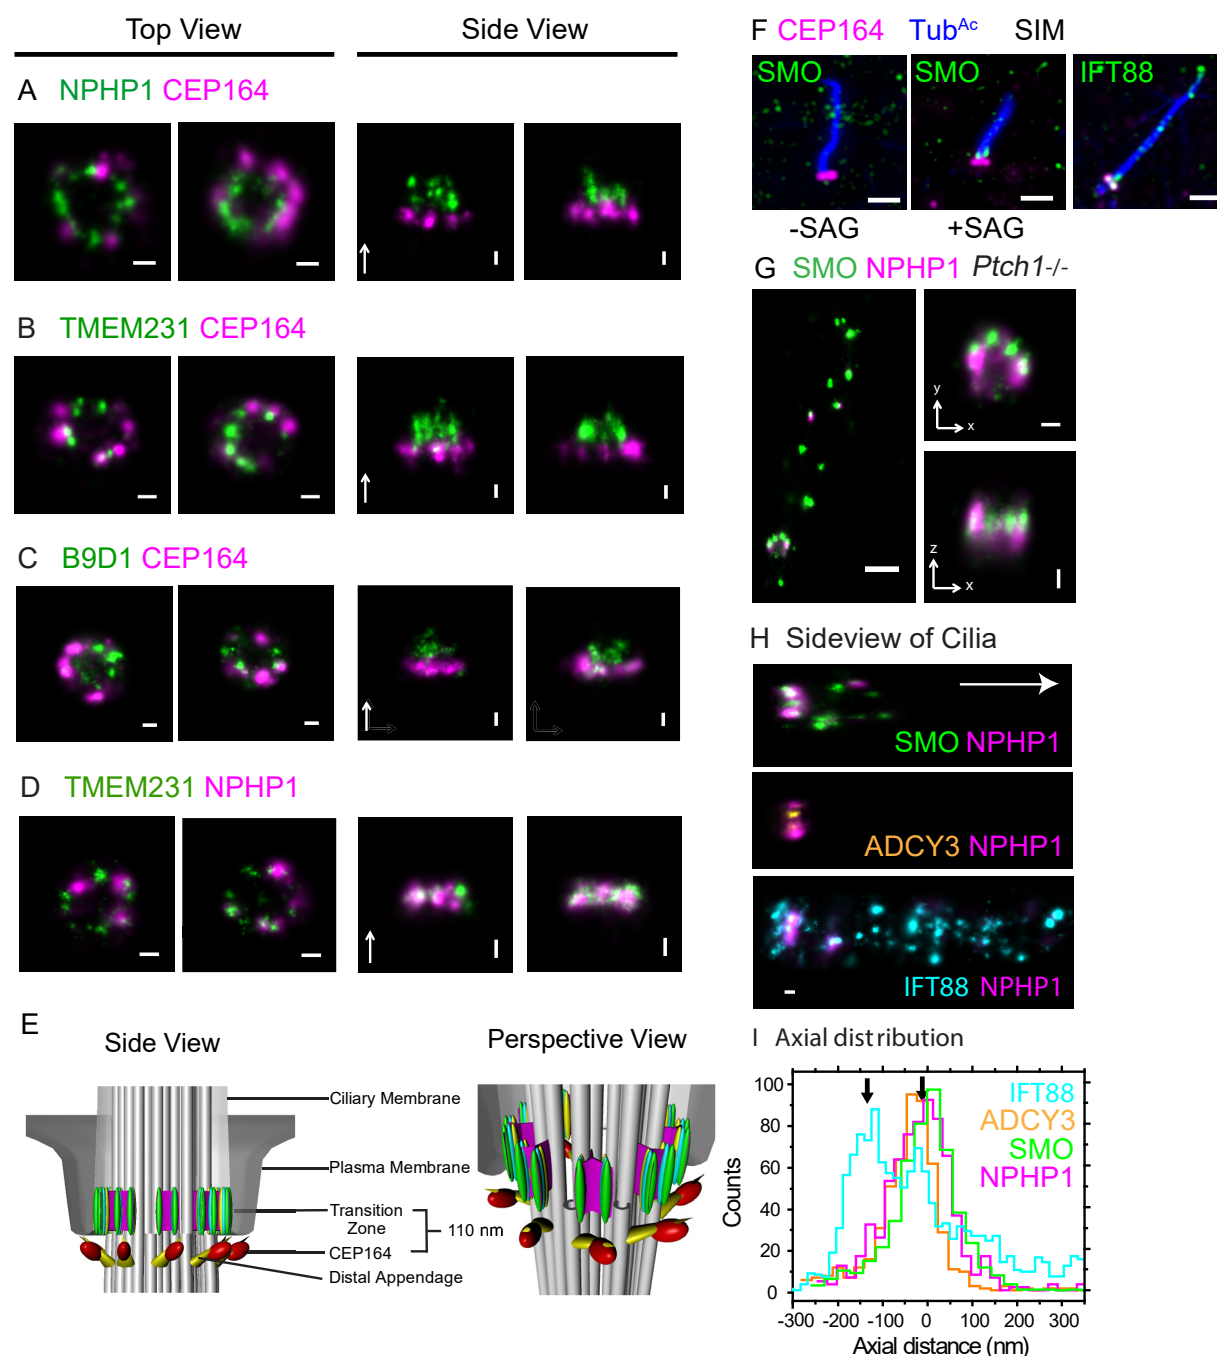 Top View
Side View
A NPHP1 CEP164
B TMEM231 CEP164
C B9D1 CEP164
D TMEM231 NPHP1
E
Side View
Perspective View
Ciliary Membrane
Plasma Membrane
Transition
Zone
110 nm
CEP164
Distal Appendage
F CEP164 TubAc SIM
SMO
SMO
IFT88
-SAG
+SAG
G SMO NPHP1 Ptch1-/-
y
x
z
x
H Sideview of Cilia
SMO NPHP1
ADCY3 NPHP1
IFT88 NPHP1
I Axial distribution
100
80
60
40
20
0
Counts
IFT88
ADCY3
SMO
NPHP1
-300 -200 -100 0 100 200 300
Axial distance (nm)